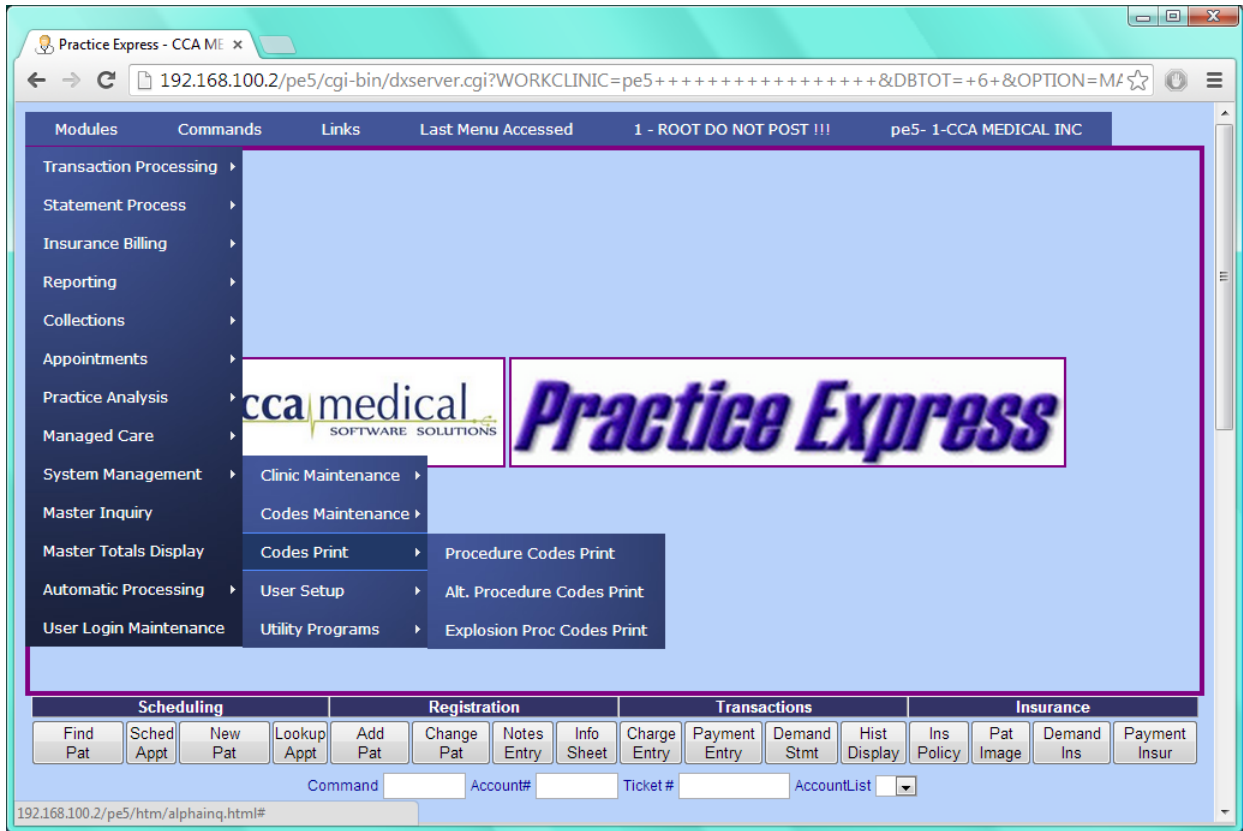 Practice Express - CCA ME
192.168.100.2/pe5/cgi-bin/dxserver.cgi?WORKCLINIC=pe5+++++++++++++++++&DBTOT=+6+&OPTION=MA
Modules Commands Links Last Menu Accessed 1 - ROOT DO NOT POST !!! pe5- 1-CCA MEDICAL INC
Transaction Processing
Statement Process
Insurance Billing
Reporting
Collections
Appointments
Practice Analysis
Managed Care
System Management
Master Inquiry
Master Totals Display
Automatic Processing
User Login Maintenance
cca medical
SOFTWARE SOLUTIONS
Practice Express
Clinic Maintenance
Codes Maintenance
Codes Print
User Setup
Utility Programs
Procedure Codes Print
Alt. Procedure Codes Print
Explosion Proc Codes Print
Scheduling Registration Transactions Insurance
Find Sched New Lookup Add Change Notes Info Charge Payment Demand Hist Ins Pat Demand Payment
Pat Appt Pat Appt Pat Pat Entry Sheet Entry Entry Stmt Display Policy Image Ins Insur
Command Account# Ticket # AccountList
192.168.100.2/pe5/htm/alphainq.html#